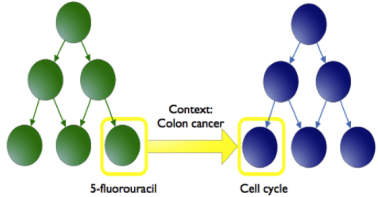 Context:
Colon cancer
5-fluorouracil
Cell cycle